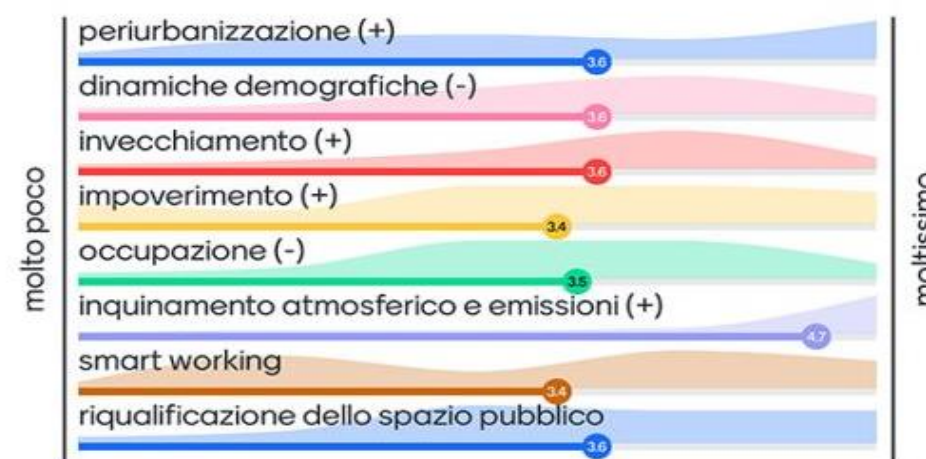 molto poco
periurbanizzazione (+)
3.6
dinamiche demografiche (-)
3.6
invecchiamento (+)
3.6
impoverimento (+)
3.4
occupazione (-)
3.5
inquinamento atmosferico e emissioni (+)
4.7
smart working
3.4
riqualificazione dello spazio pubblico
3.6
moltissimo